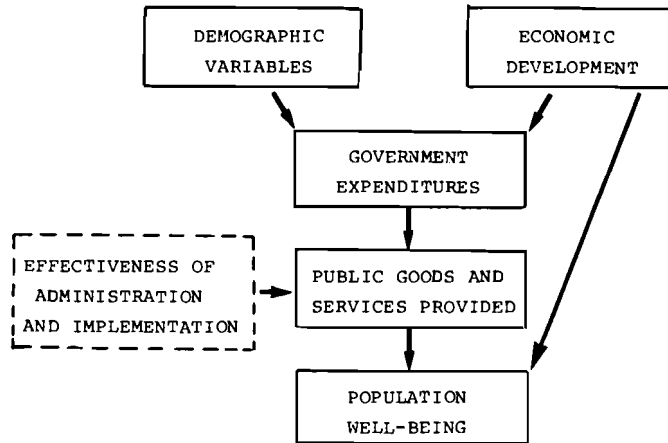 DEMOGRAPHIC
VARIABLES
ECONOMIC
DEVELOPMENT
GOVERNMENT
EXPENDITURES
EFFECTIVENESS OF
ADMINISTRATION
AND IMPLEMENTATION
PUBLIC GOODS AND
SERVICES PROVIDED
POPULATION
WELL-BEING